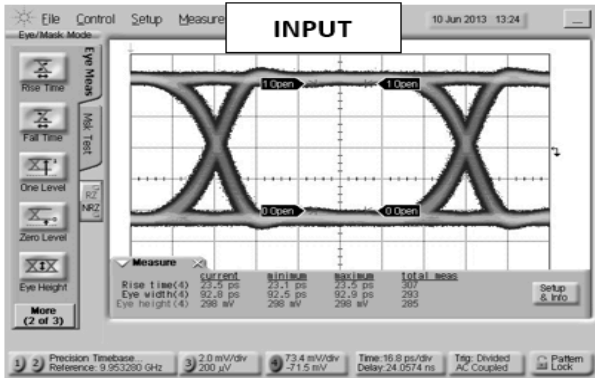 File Control Setup Measure
INPUT
10 Jun 2013 13:24
Eye/Mask Mode
Rise Time
Fall Time
One Level
Zero Level
Eye Height
More
(2 of 3)
Eye Meas
Msk Test
RZ
NRZ
1 Open 1 Open
0 Open 0 Open
Measure
current minimum maximum total meas
Rise time(4) 23.5 ps 23.1 ps 23.5 ps 307
Eye width(4) 92.8 ps 92.5 ps 92.9 ps 293
Eye height(4) 298 mV 298 mV 298 mV 285
Setup
& Info
1) 2) Precision Timebase...
Reference: 9.953280 GHz
3) 2.0 mV/div
200 µV
4) 73.4 mV/div
-71.5 mV
Time:16.8 ps/div
Delay:24.0574 ns
Trig: Divided
AC Coupled
Pattern
Lock